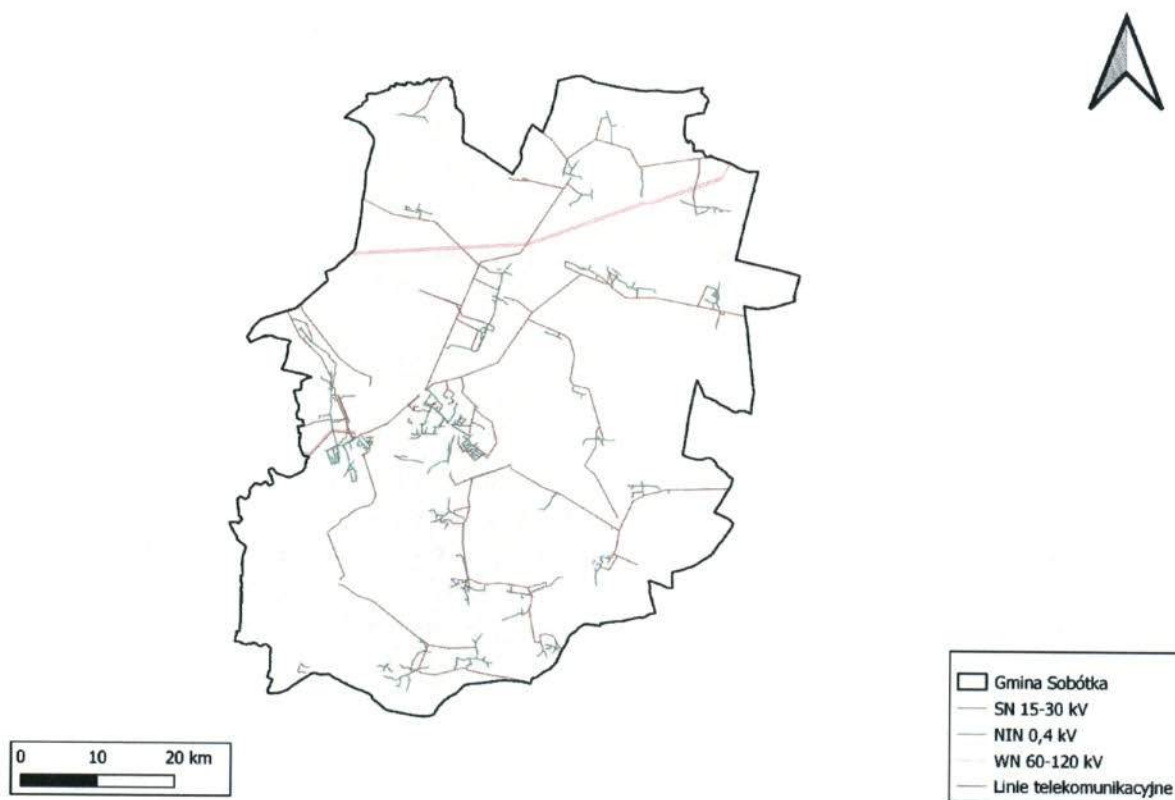 0 10 20 km
Gmina Sobótka
SN 15-30 kV
NIN 0,4 kV
WN 60-120 kV
Linie telekomunikacyjne